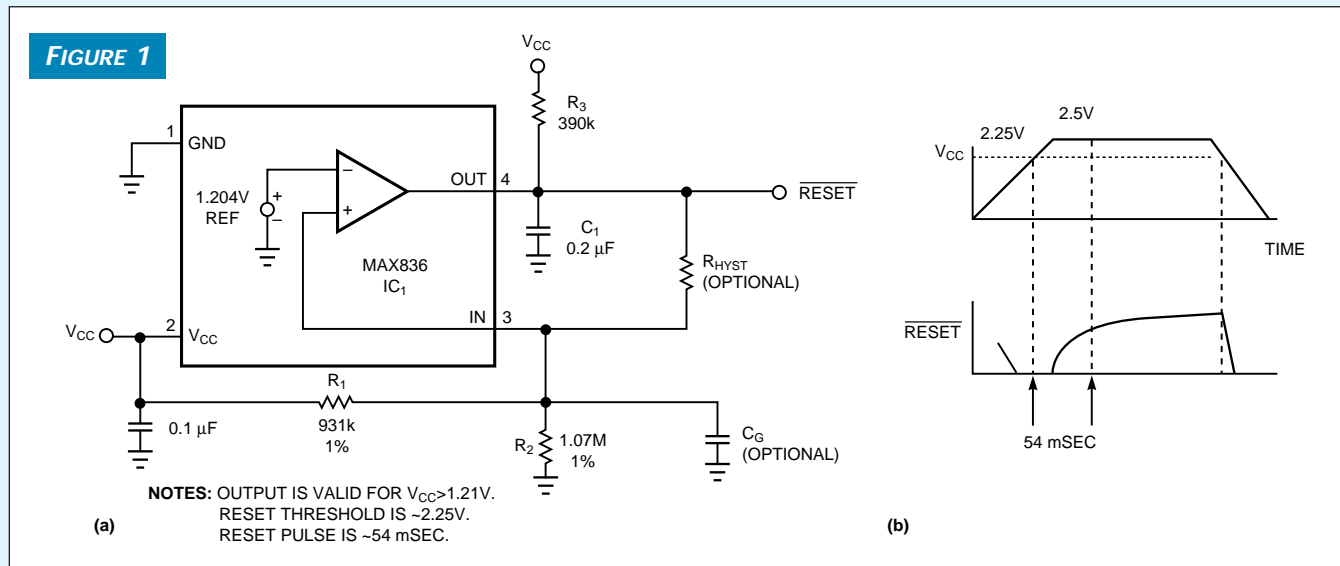 FIGURE 1
VCC
R3
390k
1
GND
OUT
4
RESET
1.204V
REF
+
−
−
+
C1
0.2 µF
RHYST
(OPTIONAL)
MAX836
IC1
IN
3
VCC
2
VCC
R1
931k
1%
0.1 µF
R2
1.07M
1%
CG
(OPTIONAL)
NOTES: OUTPUT IS VALID FOR VCC>1.21V.
RESET THRESHOLD IS ~2.25V.
RESET PULSE IS ~54 mSEC.
(a)
2.5V
2.25V
VCC
TIME
RESET
54 mSEC
(b)